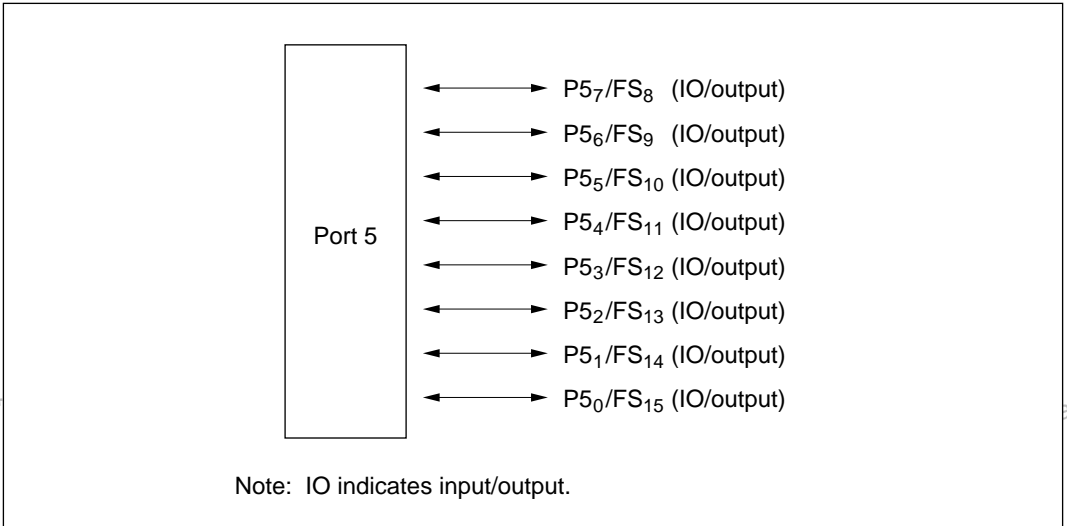 P5₇/FS₈ (IO/output)
P5₆/FS₉ (IO/output)
P5₅/FS₁₀ (IO/output)
P5₄/FS₁₁ (IO/output)
Port 5
P5₃/FS₁₂ (IO/output)
P5₂/FS₁₃ (IO/output)
P5₁/FS₁₄ (IO/output)
P5₀/FS₁₅ (IO/output)
Note: IO indicates input/output.